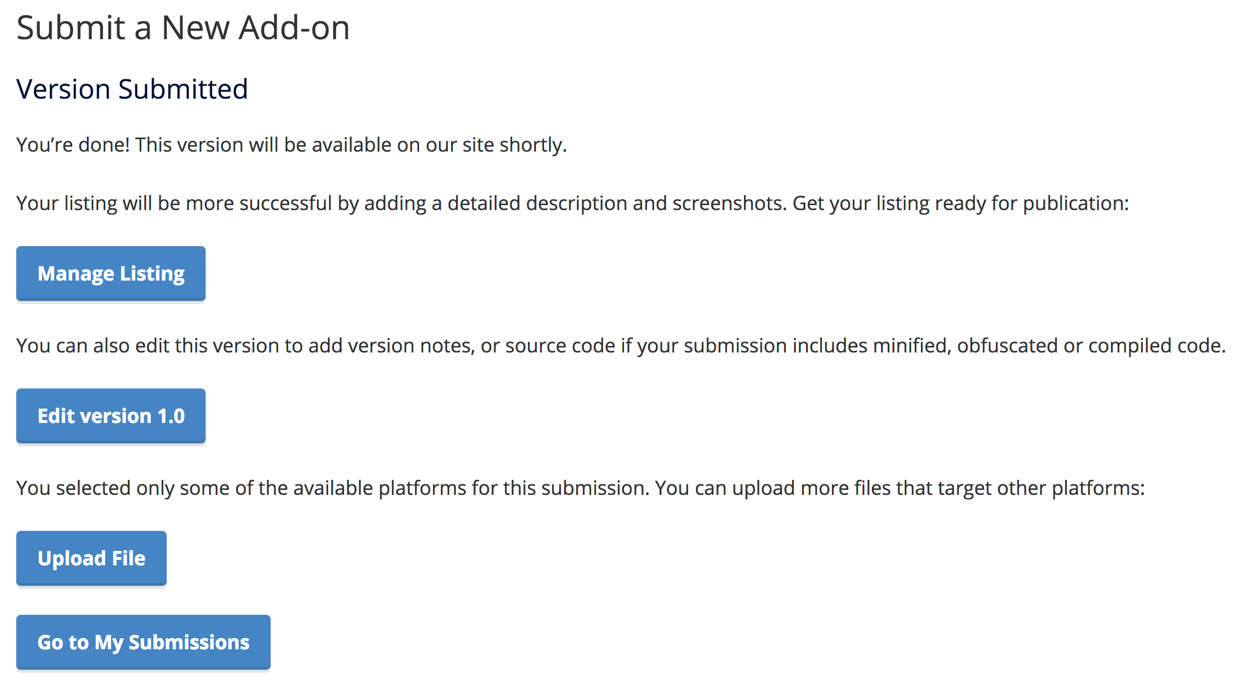 Submit a New Add-on
Version Submitted
You’re done! This version will be available on our site shortly.
Your listing will be more successful by adding a detailed description and screenshots. Get your listing ready for publication:
Manage Listing
You can also edit this version to add version notes, or source code if your submission includes minified, obfuscated or compiled code.
Edit version 1.0
You selected only some of the available platforms for this submission. You can upload more files that target other platforms:
Upload File
Go to My Submissions